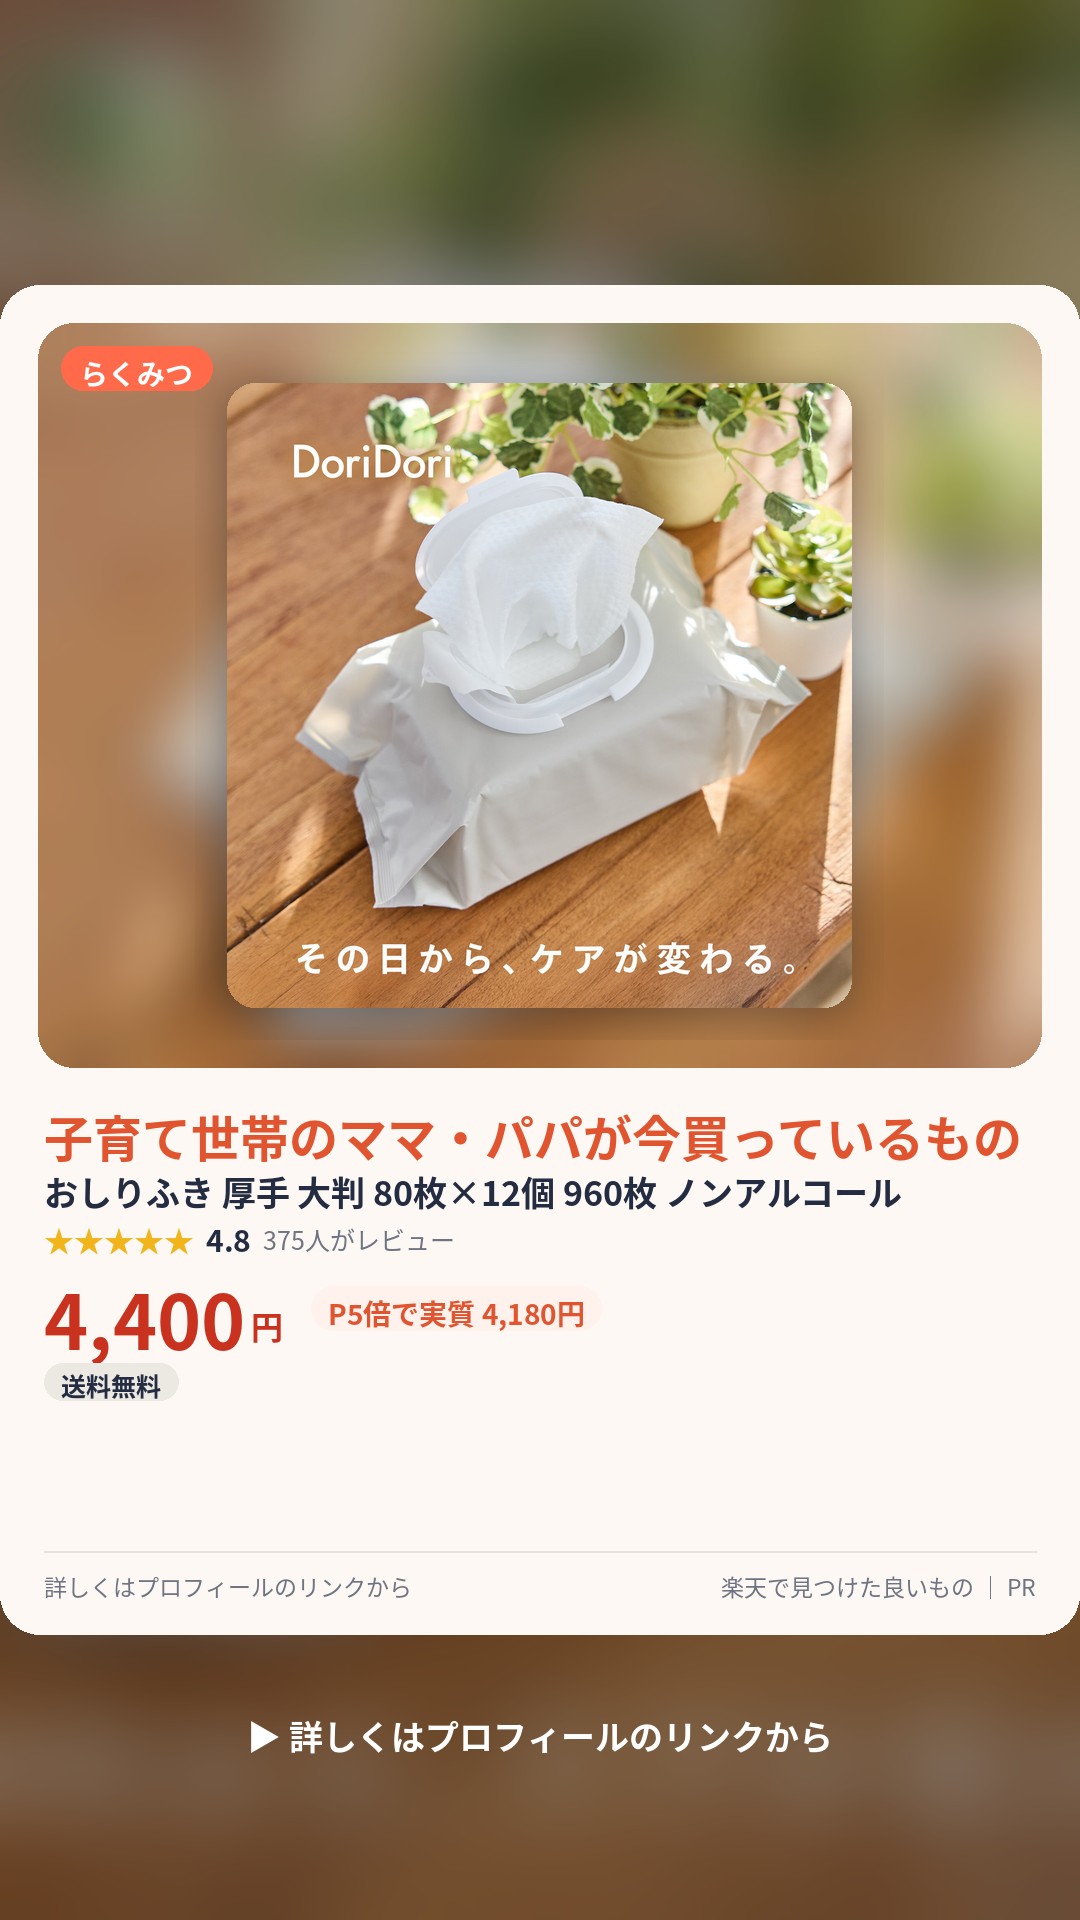 らくみつ
DoriDori
その日から、ケアが変わる。
子育て世帯のママ・パパが今買っているもの
おしりふき 厚手 大判 80枚×12個 960枚 ノンアルコール
★★★★★ 4.8 375人がレビュー
4,400円 P5倍で実質 4,180円
送料無料
詳しくはプロフィールのリンクから 楽天で見つけた良いもの｜PR
▶ 詳しくはプロフィールのリンクから